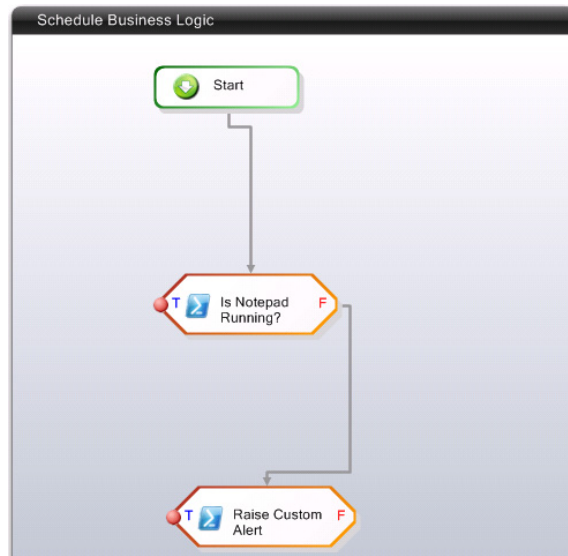 Schedule Business Logic
Start
T Is Notepad F
Running?
T Raise Custom F
Alert